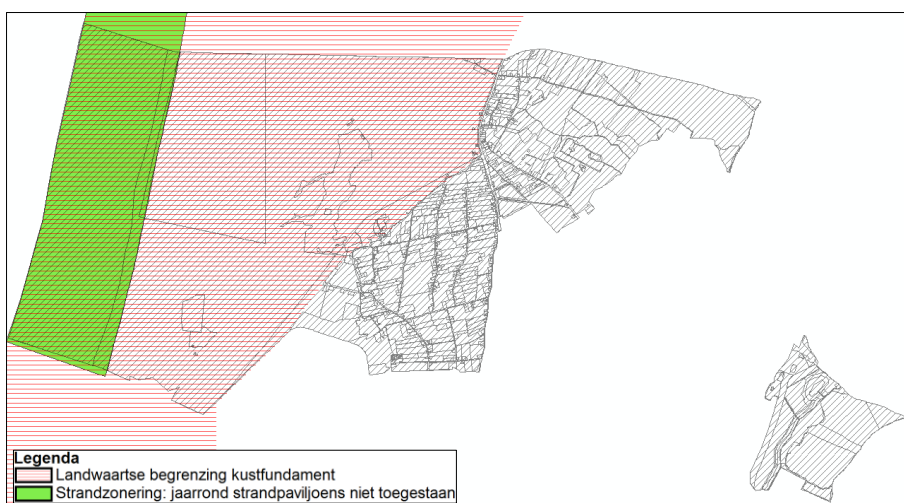 Legenda
Landwaartse begrenzing kustfundament
Strandzonering: jaarrond strandpaviljoens niet toegestaan